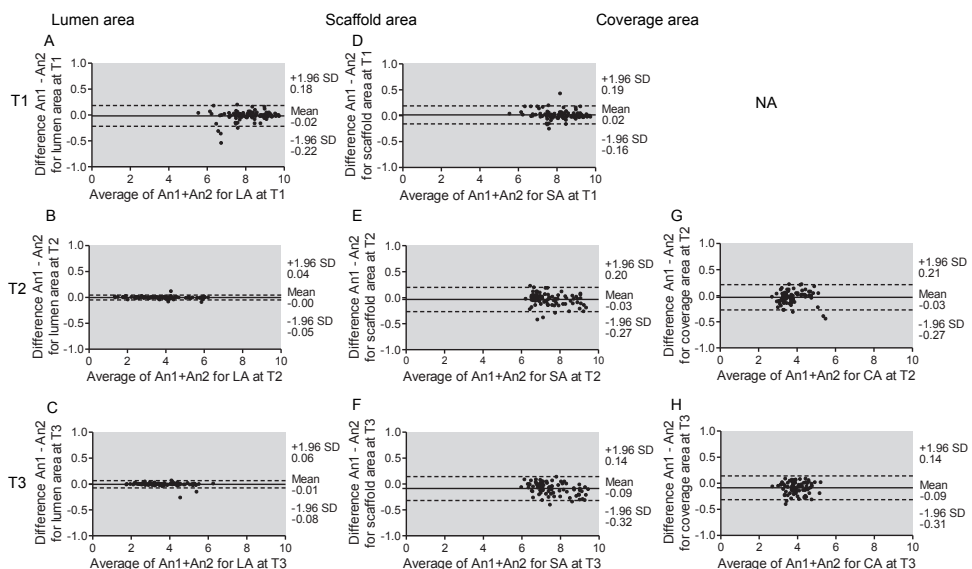 Lumen area
Scaffold area
Coverage area
T1
A
Difference An1 - An2
for lumen area at T1
1.0
0.5
0.0
-0.5
-1.0
0 2 4 6 8 10
Average of An1+An2 for LA at T1
+1.96 SD
0.18
Mean
-0.02
-1.96 SD
-0.22
D
Difference An1 - An2
for scaffold area at T1
1.0
0.5
0.0
-0.5
-1.0
0 2 4 6 8 10
Average of An1+An2 for SA at T1
+1.96 SD
0.19
Mean
0.02
-1.96 SD
-0.16
NA
T2
B
Difference An1 - An2
for lumen area at T2
1.0
0.5
0.0
-0.5
-1.0
0 2 4 6 8 10
Average of An1+An2 for LA at T2
+1.96 SD
0.04
Mean
-0.00
-1.96 SD
-0.05
E
Difference An1 - An2
for scaffold area at T2
1.0
0.5
0.0
-0.5
-1.0
0 2 4 6 8 10
Average of An1+An2 for SA at T2
+1.96 SD
0.20
Mean
-0.03
-1.96 SD
-0.27
G
Difference An1 - An2
for coverage area at T2
1.0
0.5
0.0
-0.5
-1.0
0 2 4 6 8 10
Average of An1+An2 for CA at T2
+1.96 SD
0.21
Mean
-0.03
-1.96 SD
-0.27
T3
C
Difference An1 - An2
for lumen area at T3
1.0
0.5
0.0
-0.5
-1.0
0 2 4 6 8 10
Average of An1+An2 for LA at T3
+1.96 SD
0.06
Mean
-0.01
-1.96 SD
-0.08
F
Difference An1 - An2
for scaffold area at T3
1.0
0.5
0.0
-0.5
-1.0
0 2 4 6 8 10
Average of An1+An2 for SA at T3
+1.96 SD
0.14
Mean
-0.09
-1.96 SD
-0.32
H
Difference An1 - An2
for coverage area at T3
1.0
0.5
0.0
-0.5
-1.0
0 2 4 6 8 10
Average of An1+An2 for CA at T3
+1.96 SD
0.14
Mean
-0.09
-1.96 SD
-0.31